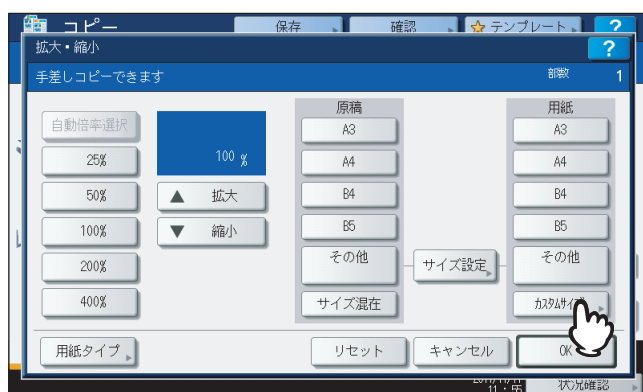 コピー 保存 確認 テンプレート ?
拡大・縮小 ?
手差しコピーできます 部数 1
原稿 用紙
自動倍率選択 A3 A3
25% 100 % A4 A4
50% ▲ 拡大 B4 B4
100% ▼ 縮小 B5 B5
200% その他 サイズ設定 その他
400% サイズ混在 カスタムサイズ
用紙タイプ リセット キャンセル OK
状況確認